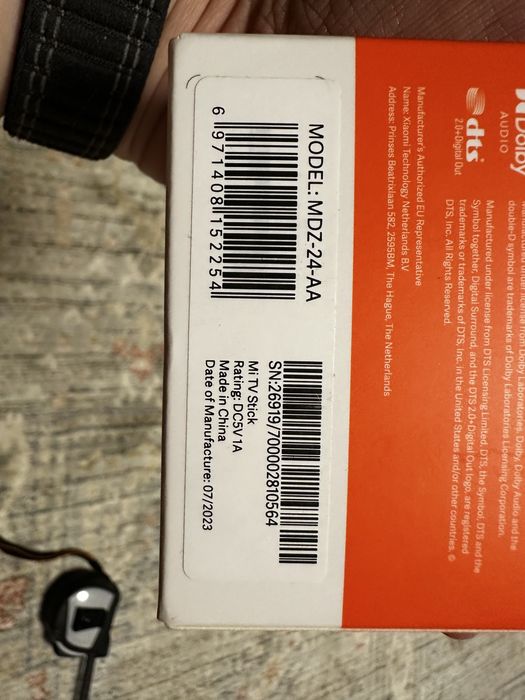 Dolby
AUDIO
double-D symbol are trademarks of Dolby Laboratories Licensing Corporation.
dts
2.0+Digital Out
Manufactured under license from DTS Licensing Limited. DTS, the Symbol, DTS and the
Symbol together, Digital Surround, and the DTS 2.0+Digital Out logo, are registered
trademarks or trademarks of DTS, Inc. in the United States and/or other countries. ©
DTS, Inc. All Rights Reserved.
Manufacturer's Authorized EU Representative
Name: Xiaomi Technology Netherlands B.V
Address: Prinses Beatrixlaan 582, 2595BM, The Hague, The Netherlands
MODEL: MDZ-24-AA
6 971408 152254
SN:26919/700002810564
Mi TV Stick
Rating: DC5V1A
Made in China
Date of Manufacture: 07/2023